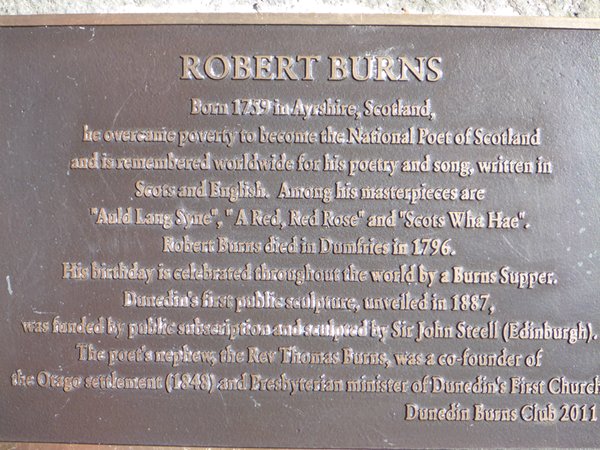 ROBERT BURNS
Born 1759 in Ayrshire, Scotland,
he overcame poverty to become the National Poet of Scotland
and is remembered worldwide for his poetry and song, written in
Scots and English. Among his masterpieces are
"Auld Lang Syne", " A Red, Red Rose" and "Scots Wha Hae".
Robert Burns died in Dumfries in 1796.
His birthday is celebrated throughout the world by a Burns Supper.
Dunedin's first public sculpture, unveiled in 1887,
was funded by public subscription and sculpted by Sir John Steell (Edinburgh).
The poet's nephew, the Rev Thomas Burns, was a co-founder of
the Otago settlement (1848) and Presbyterian minister of Dunedin's First Church
Dunedin Burns Club 2011